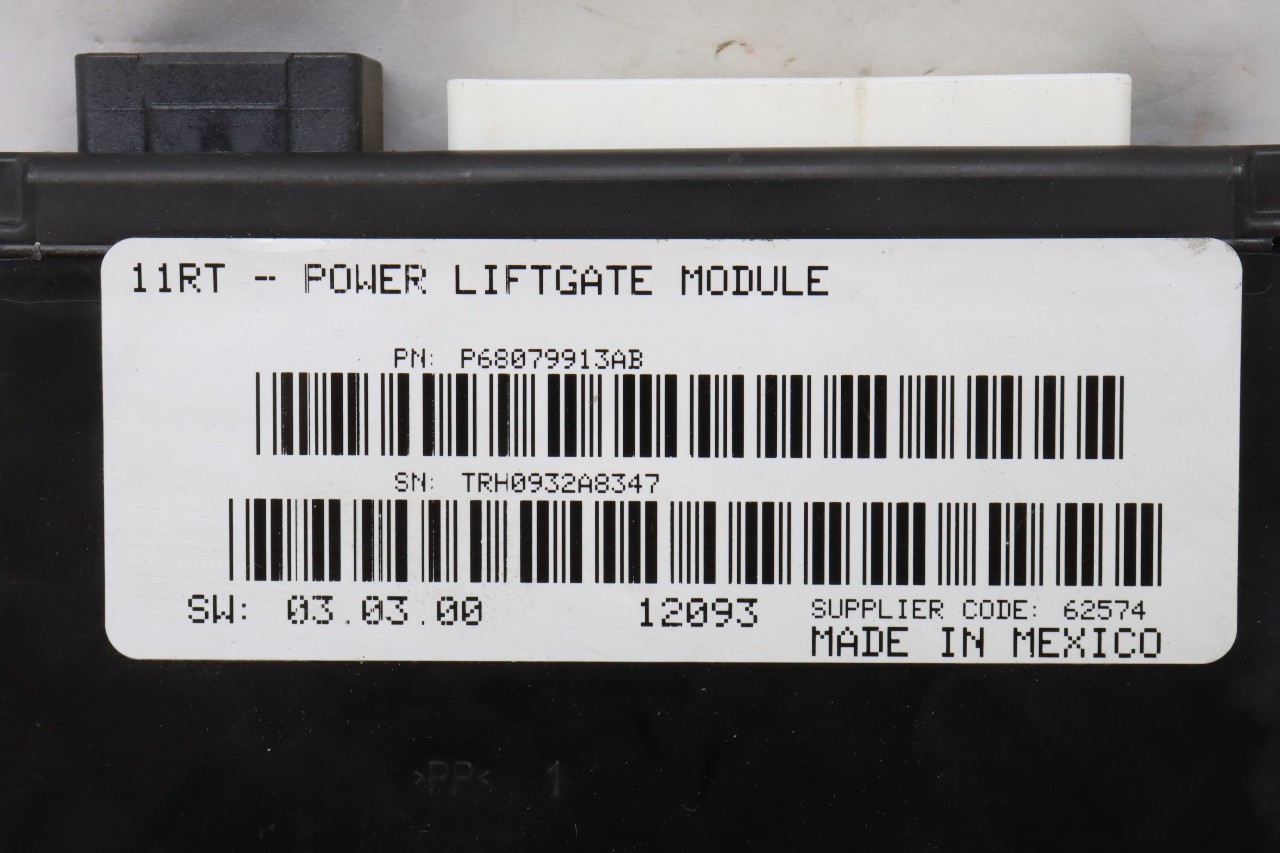 11RT - POWER LIFTGATE MODULE
PN: P68079913AB
SN: TRH0932A8347
SW: 03.03.00 12093 SUPPLIER CODE: 62574
MADE IN MEXICO
>PP< 1